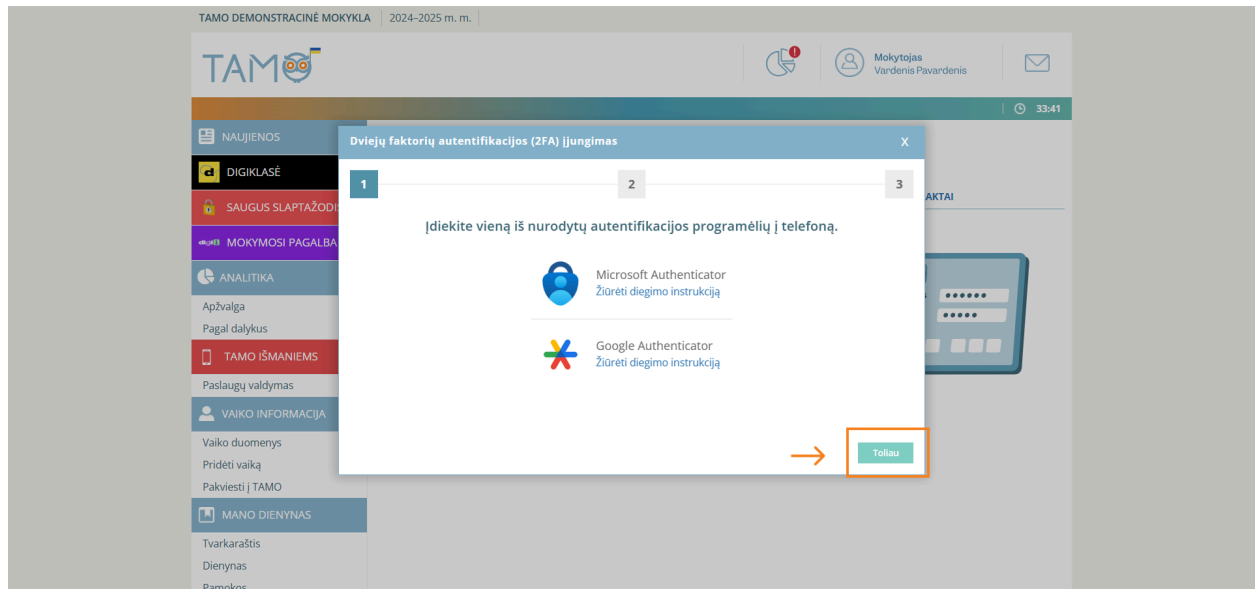 TAMO DEMONSTRACINĖ MOKYKLA 2024–2025 m. m.
TAMO
Mokytojas
Vardenis Pavardenis
33:41
NAUJIENOS
DIGIKLASĖ
SAUGUS SLAPTAŽODI
MOKYMOSI PAGALBA
ANALITIKA
Apžvalga
Pagal dalykus
TAMO IŠMANIEMS
Paslaugų valdymas
VAIKO INFORMACIJA
Vaiko duomenys
Pridėti vaiką
Pakviesti į TAMO
MANO DIENYNAS
Tvarkaraštis
Dienynas
Pamokos
Dviejų faktorių autentifikacijos (2FA) įjungimas X
1 2 3
Įdiekite vieną iš nurodytų autentifikacijos programėlių į telefoną.
Microsoft Authenticator
Žiūrėti diegimo instrukciją
Google Authenticator
Žiūrėti diegimo instrukciją
Toliau
AKTAI